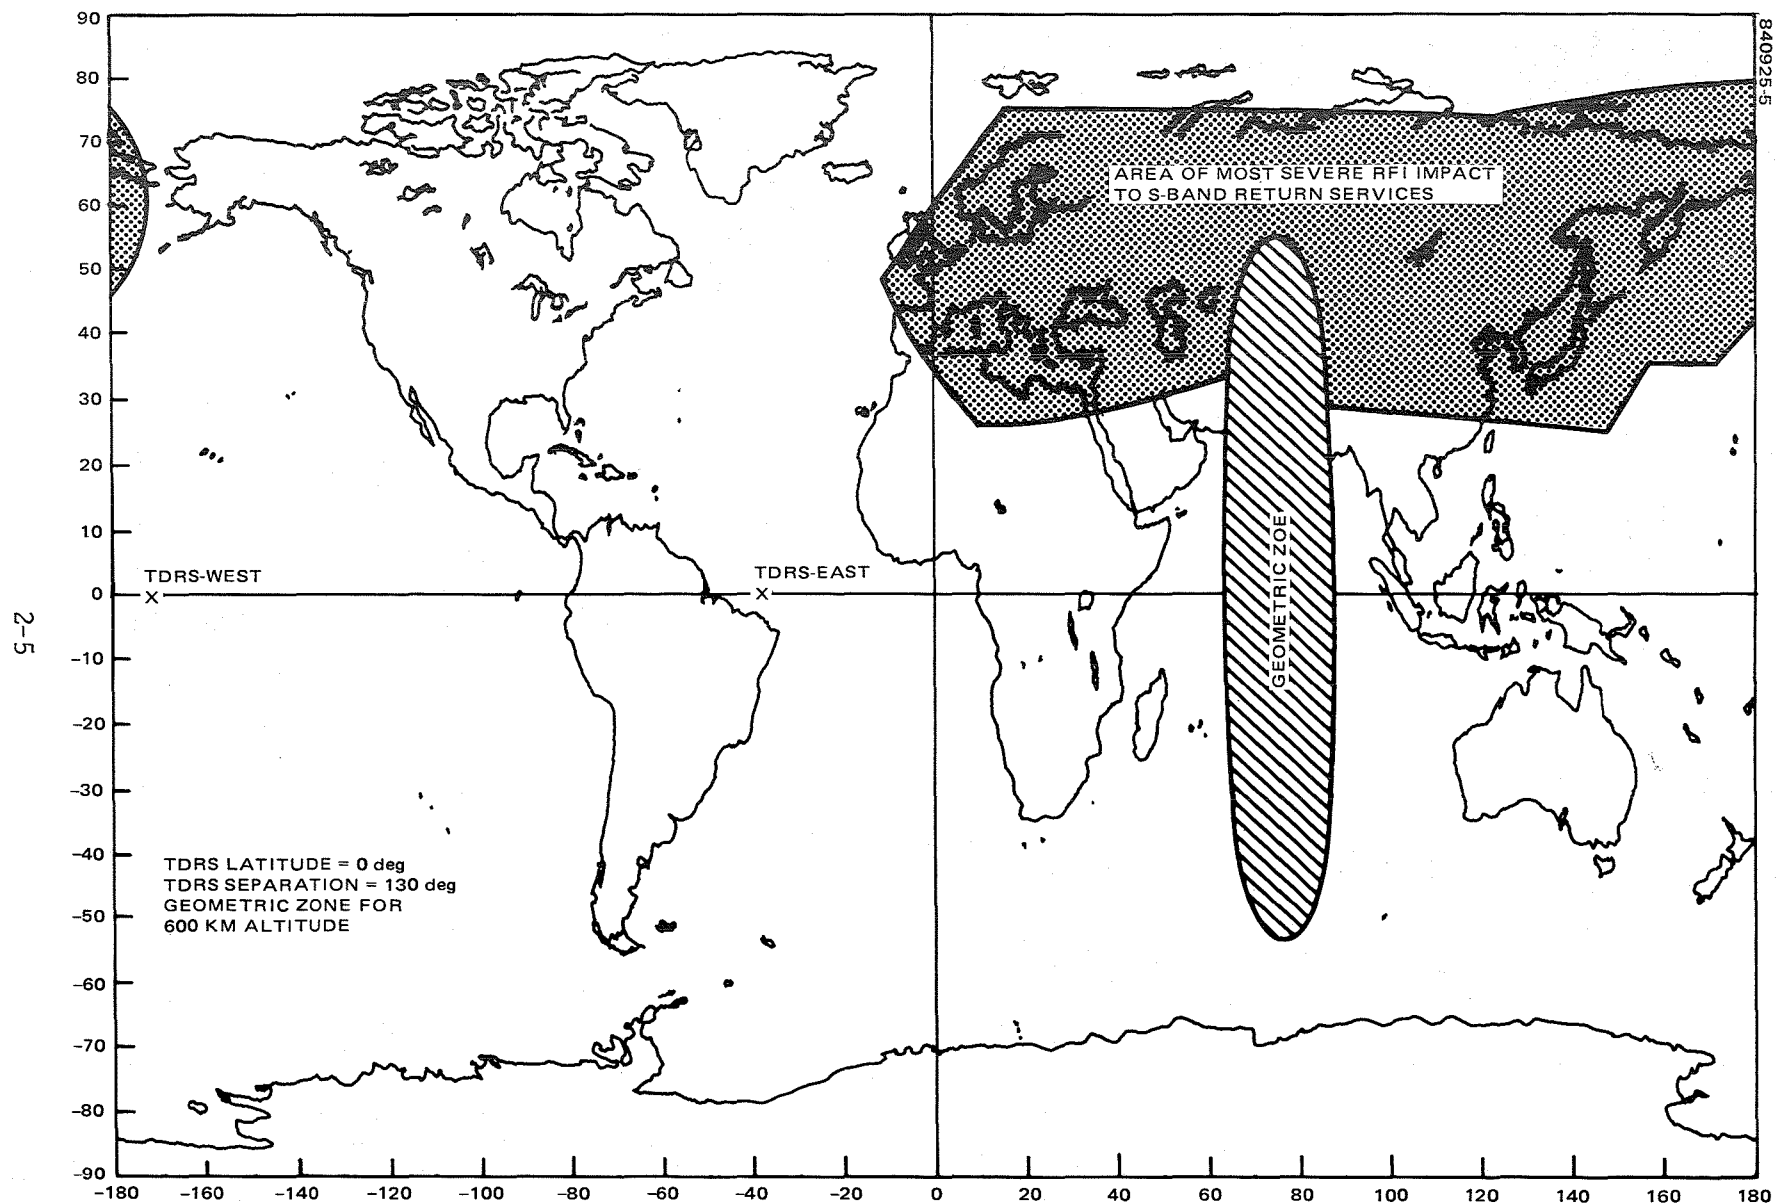 840925-5
90
80
70
60
50
40
30
20
10
0
-10
-20
-30
-40
-50
-60
-70
-80
-90
AREA OF MOST SEVERE RFI IMPACT
TO S-BAND RETURN SERVICES
TDRS-WEST
X
TDRS-EAST
X
GEOMETRIC ZOE
TDRS LATITUDE = 0 deg
TDRS SEPARATION = 130 deg
GEOMETRIC ZONE FOR
600 KM ALTITUDE
-180 -160 -140 -120 -100 -80 -60 -40 -20 0 20 40 60 80 100 120 140 160 180
2-5